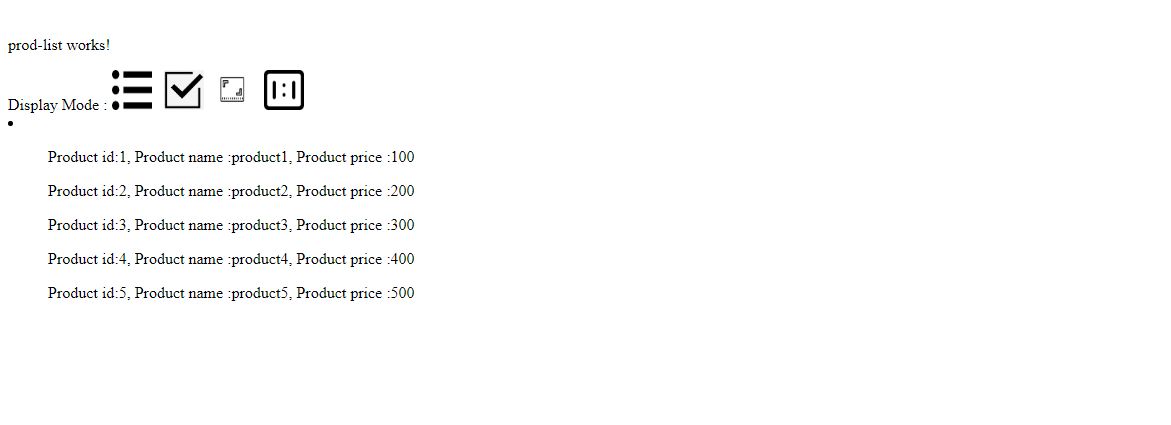 prod-list works!
Display Mode : 1:1
Product id:1, Product name :product1, Product price :100
Product id:2, Product name :product2, Product price :200
Product id:3, Product name :product3, Product price :300
Product id:4, Product name :product4, Product price :400
Product id:5, Product name :product5, Product price :500